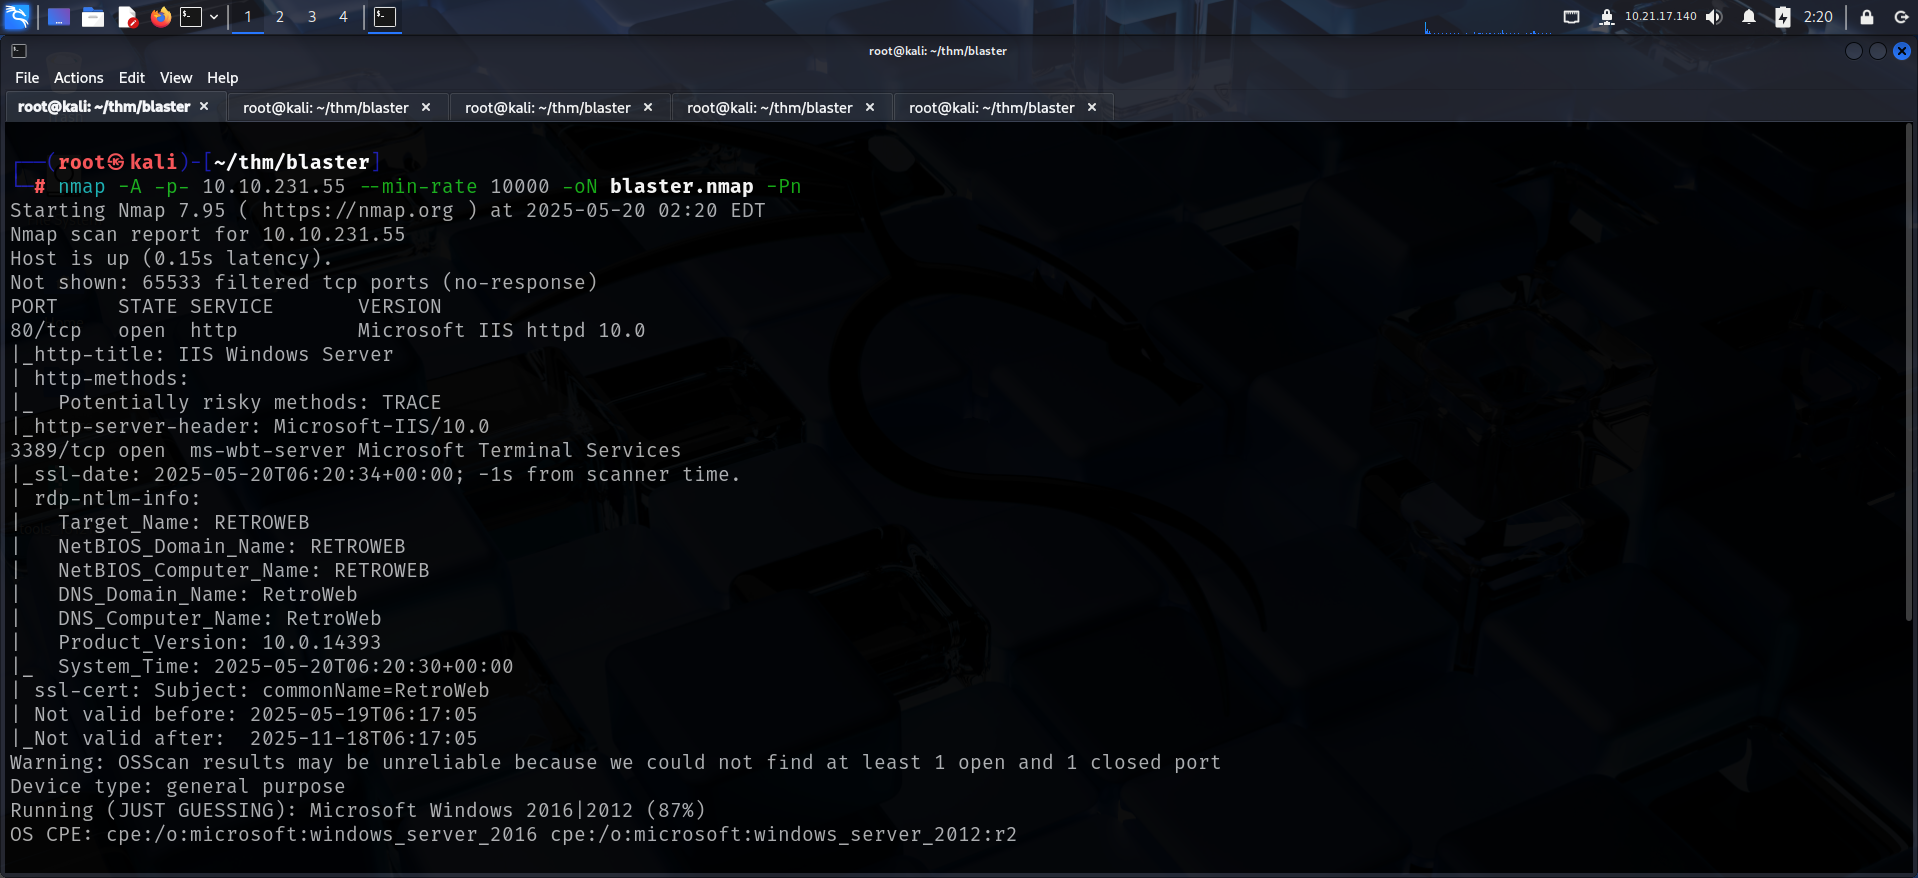 1 2 3 4
10.21.17.140 2:20
root@kali: ~/thm/blaster
File Actions Edit View Help
root@kali: ~/thm/blaster × root@kali: ~/thm/blaster × root@kali: ~/thm/blaster × root@kali: ~/thm/blaster × root@kali: ~/thm/blaster ×
┌──(root㉿kali)-[~/thm/blaster]
└─# nmap -A -p- 10.10.231.55 --min-rate 10000 -oN blaster.nmap -Pn
Starting Nmap 7.95 ( https://nmap.org ) at 2025-05-20 02:20 EDT
Nmap scan report for 10.10.231.55
Host is up (0.15s latency).
Not shown: 65533 filtered tcp ports (no-response)
PORT     STATE SERVICE       VERSION
80/tcp   open  http          Microsoft IIS httpd 10.0
|_http-title: IIS Windows Server
| http-methods:
|_  Potentially risky methods: TRACE
|_http-server-header: Microsoft-IIS/10.0
3389/tcp open  ms-wbt-server Microsoft Terminal Services
|_ssl-date: 2025-05-20T06:20:34+00:00; -1s from scanner time.
| rdp-ntlm-info:
|   Target_Name: RETROWEB
|   NetBIOS_Domain_Name: RETROWEB
|   NetBIOS_Computer_Name: RETROWEB
|   DNS_Domain_Name: RetroWeb
|   DNS_Computer_Name: RetroWeb
|   Product_Version: 10.0.14393
|_  System_Time: 2025-05-20T06:20:30+00:00
| ssl-cert: Subject: commonName=RetroWeb
| Not valid before: 2025-05-19T06:17:05
|_Not valid after:  2025-11-18T06:17:05
Warning: OSScan results may be unreliable because we could not find at least 1 open and 1 closed port
Device type: general purpose
Running (JUST GUESSING): Microsoft Windows 2016|2012 (87%)
OS CPE: cpe:/o:microsoft:windows_server_2016 cpe:/o:microsoft:windows_server_2012:r2